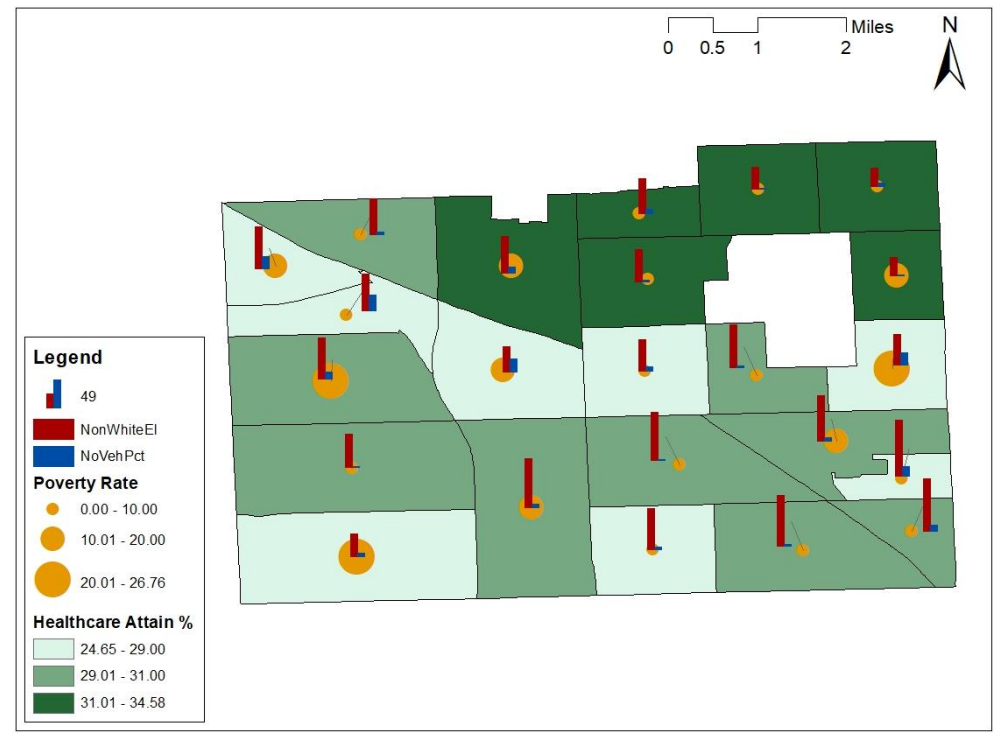 Miles
N
0 0.5 1 2
Legend
49
NonWhiteEl
NoVehPct
Poverty Rate
0.00 - 10.00
10.01 - 20.00
20.01 - 26.76
Healthcare Attain %
24.65 - 29.00
29.01 - 31.00
31.01 - 34.58